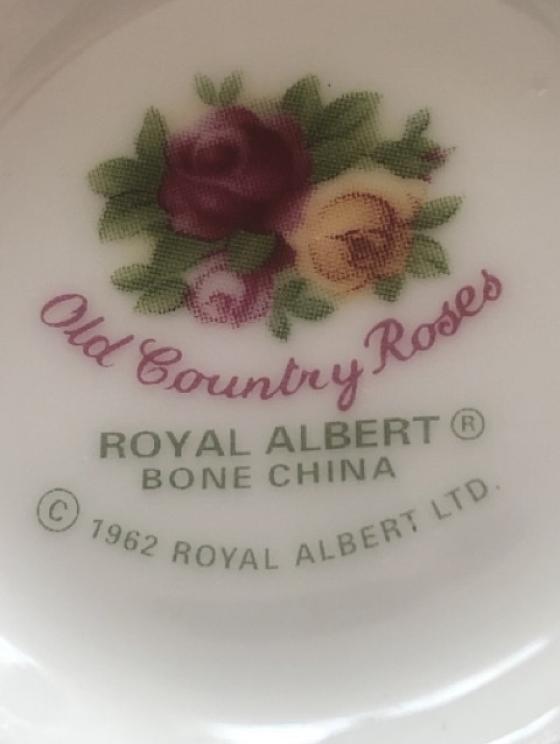 Old Country Roses
ROYAL ALBERT ®
BONE CHINA
© 1962 ROYAL ALBERT LTD.